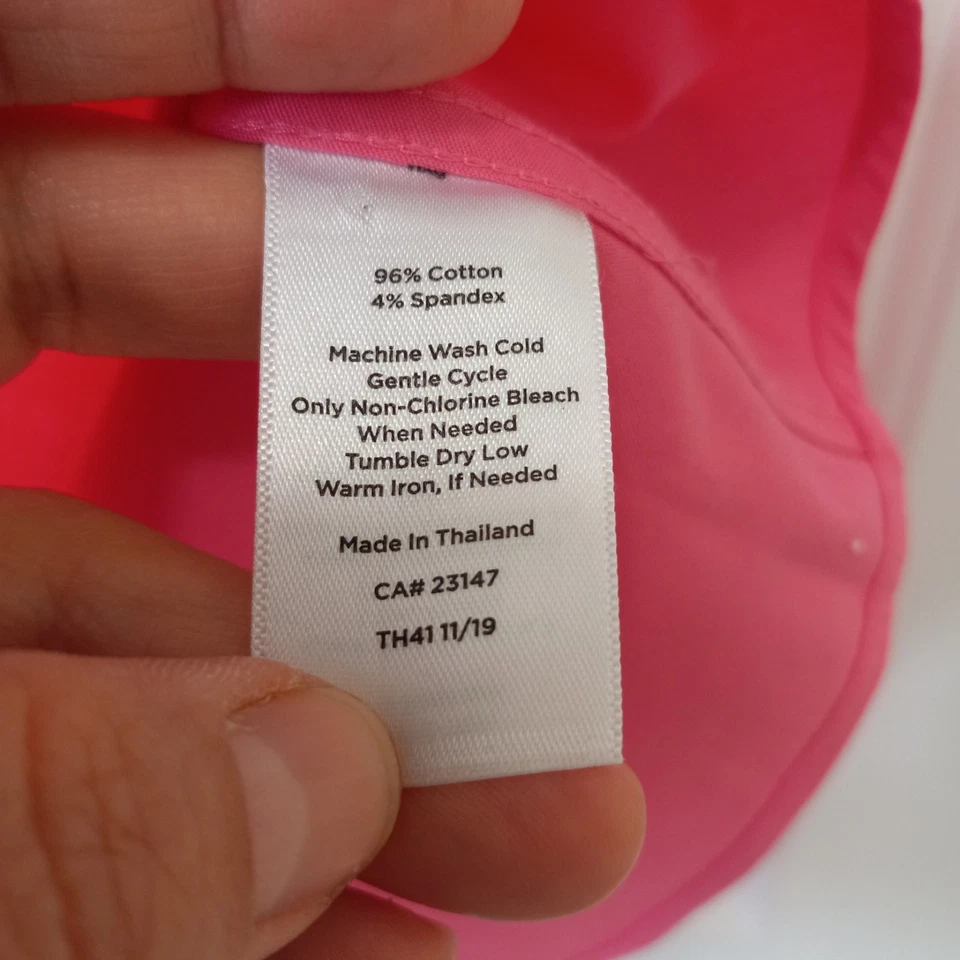 96% Cotton
4% Spandex
Machine Wash Cold
Gentle Cycle
Only Non-Chlorine Bleach
When Needed
Tumble Dry Low
Warm Iron, If Needed
Made In Thailand
CA# 23147
TH41 11/19